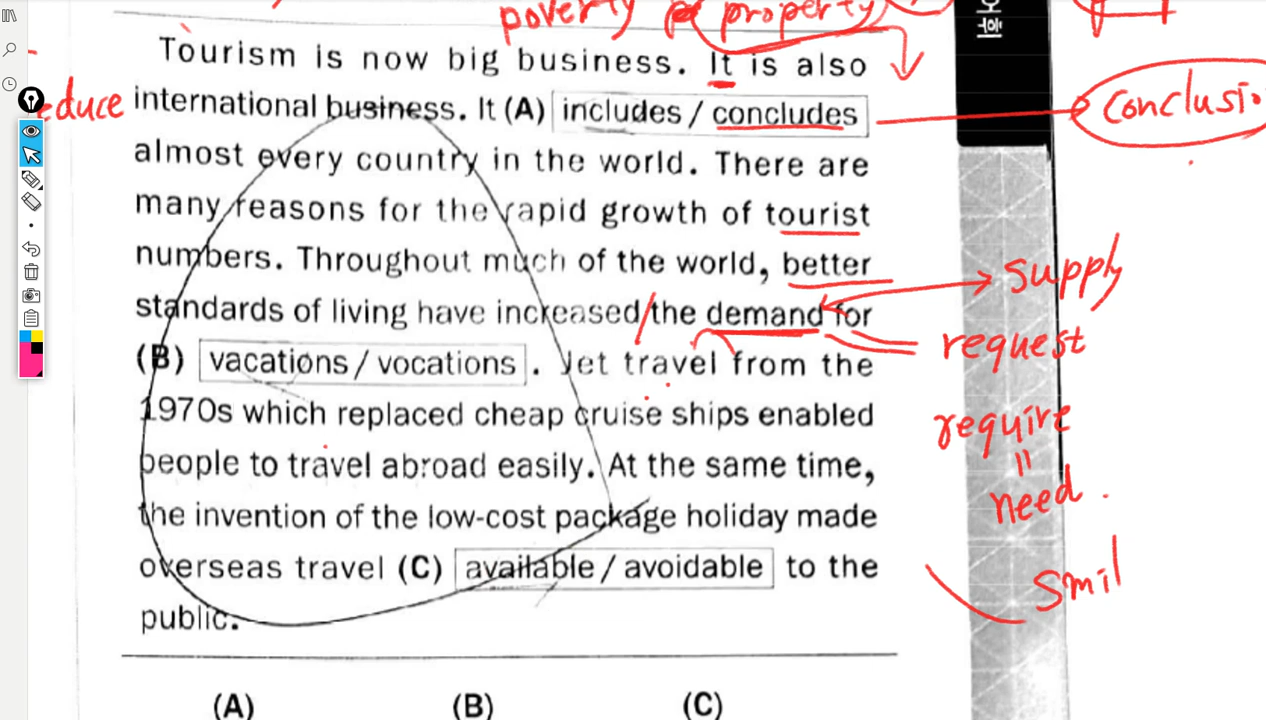 poverty property
Tourism is now big business. It is also
educe international business. It (A) includes / concludes
almost every country in the world. There are
many reasons for the rapid growth of tourist
numbers. Throughout much of the world, better
standards of living have increased/the demand for
(B) vacations / vocations. Jet travel from the
1970s which replaced cheap cruise ships enabled
people to travel abroad easily. At the same time,
the invention of the low-cost package holiday made
overseas travel (C) available / avoidable to the
public.
(A) (B) (C)
Conclusio
supply
request
require
=
need.
smil